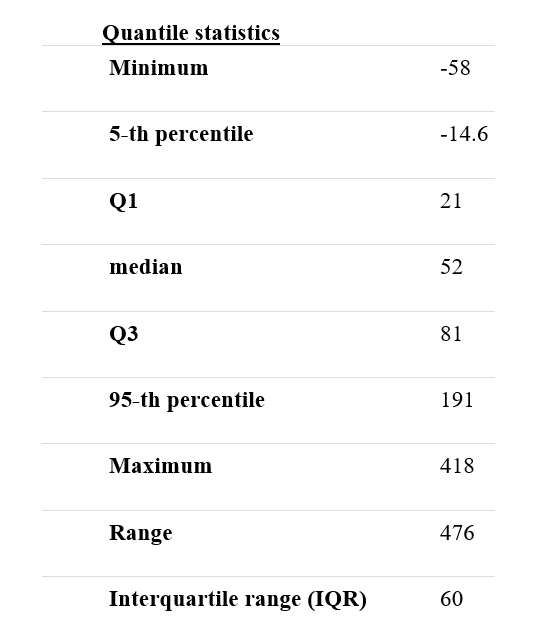 Quantile statistics
Minimum -58
5-th percentile -14.6
Q1 21
median 52
Q3 81
95-th percentile 191
Maximum 418
Range 476
Interquartile range (IQR) 60